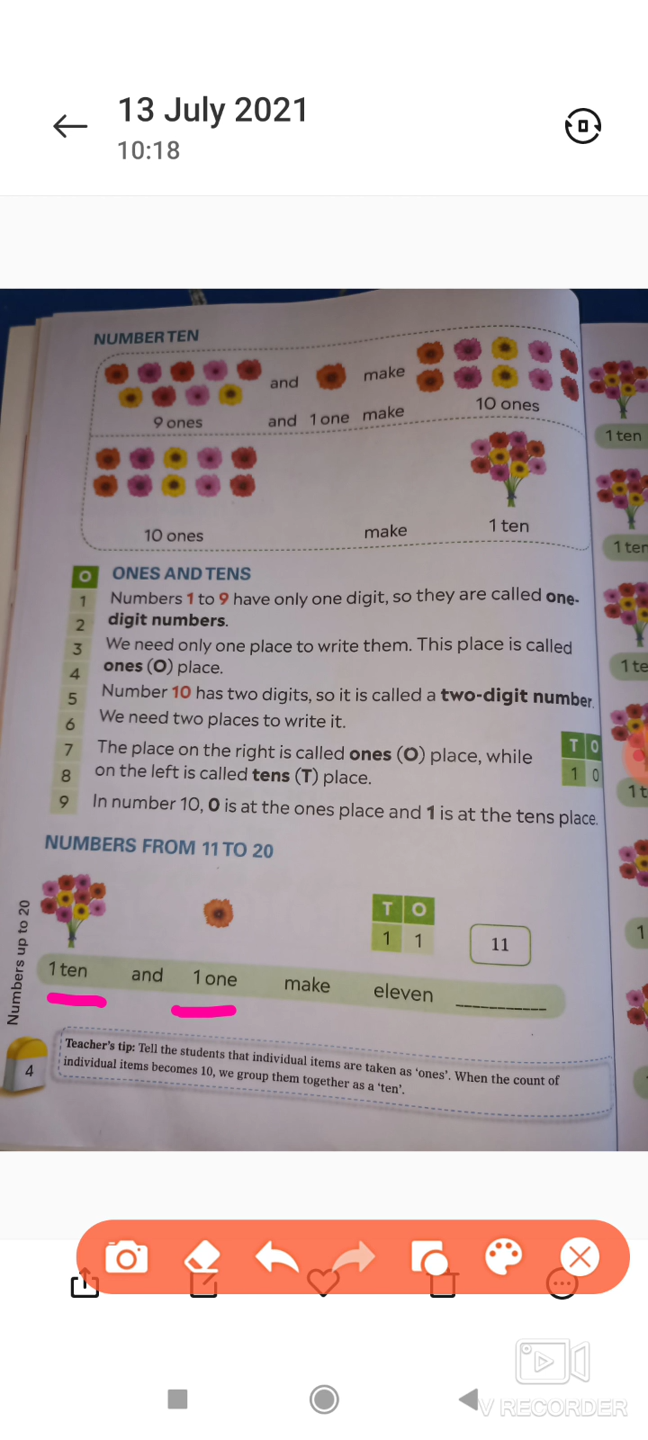 13 July 2021
10:18
NUMBER TEN
and
make
9 ones and 1 one make 10 ones
10 ones make 1 ten
O ONES AND TENS
1 Numbers 1 to 9 have only one digit, so they are called one-
2 digit numbers.
3 We need only one place to write them. This place is called
4 ones (O) place.
5 Number 10 has two digits, so it is called a two-digit number.
6 We need two places to write it.
7 The place on the right is called ones (O) place, while
8 on the left is called tens (T) place.
9 In number 10, 0 is at the ones place and 1 is at the tens place.
T O
1 0
NUMBERS FROM 11 TO 20
T O
1 1
11
1 ten and 1 one make eleven __________
Teacher's tip: Tell the students that individual items are taken as 'ones'. When the count of
individual items becomes 10, we group them together as a 'ten'.
Numbers up to 20
4
1 ten
1 ten
1 te
1 t
1
V RECORDER